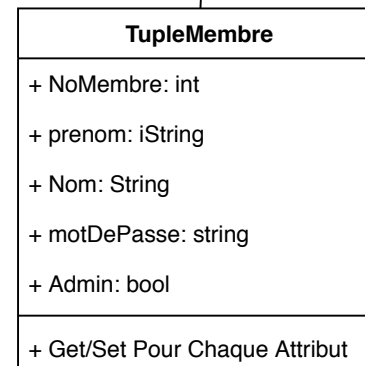 TupleMembre
+ NoMembre: int
+ prenom: iString
+ Nom: String
+ motDePasse: string
+ Admin: bool
+ Get/Set Pour Chaque Attribut